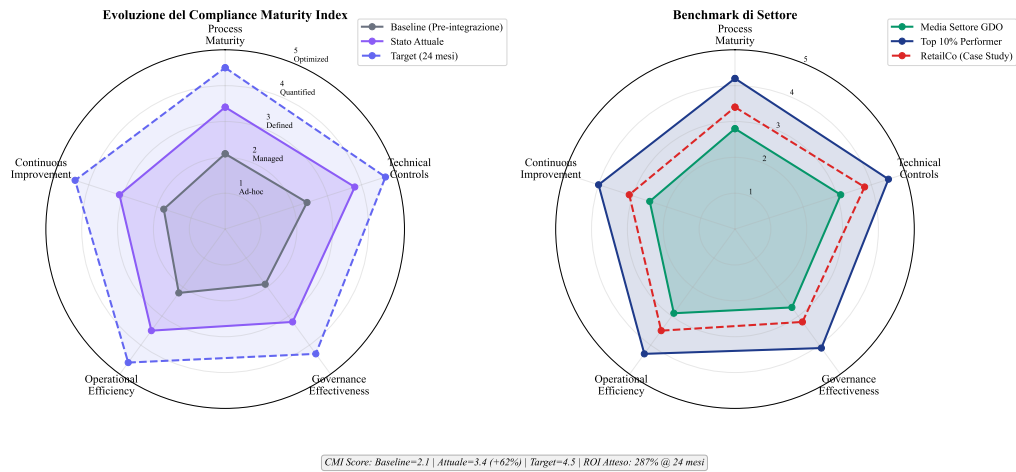 Evoluzione del Compliance Maturity Index
Baseline (Pre-integrazione)
Stato Attuale
Target (24 mesi)
Process
Maturity
5
Optimized
4
Quantified
3
Defined
2
Managed
1
Ad-hoc
Technical
Controls
Continuous
Improvement
Operational
Efficiency
Governance
Effectiveness
Benchmark di Settore
Media Settore GDO
Top 10% Performer
RetailCo (Case Study)
Process
Maturity
5
4
3
2
1
Technical
Controls
Continuous
Improvement
Operational
Efficiency
Governance
Effectiveness
CMI Score: Baseline=2.1 | Attuale=3.4 (+62%) | Target=4.5 | ROI Atteso: 287% @ 24 mesi